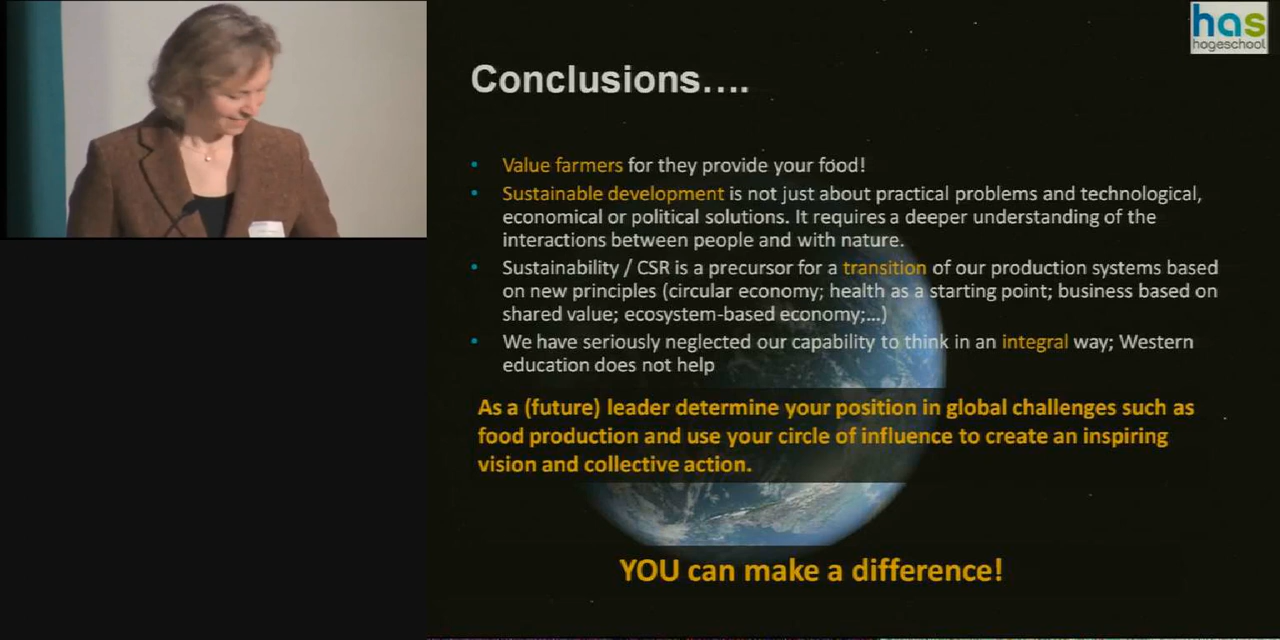 has
hogeschool
Conclusions....
• Value farmers for they provide your food!
• Sustainable development is not just about practical problems and technological,
economical or political solutions. It requires a deeper understanding of the
interactions between people and with nature.
• Sustainability / CSR is a precursor for a transition of our production systems based
on new principles (circular economy; health as a starting point; business based on
shared value; ecosystem-based economy;...)
• We have seriously neglected our capability to think in an integral way; Western
education does not help
As a (future) leader determine your position in global challenges such as
food production and use your circle of influence to create an inspiring
vision and collective action.
YOU can make a difference!